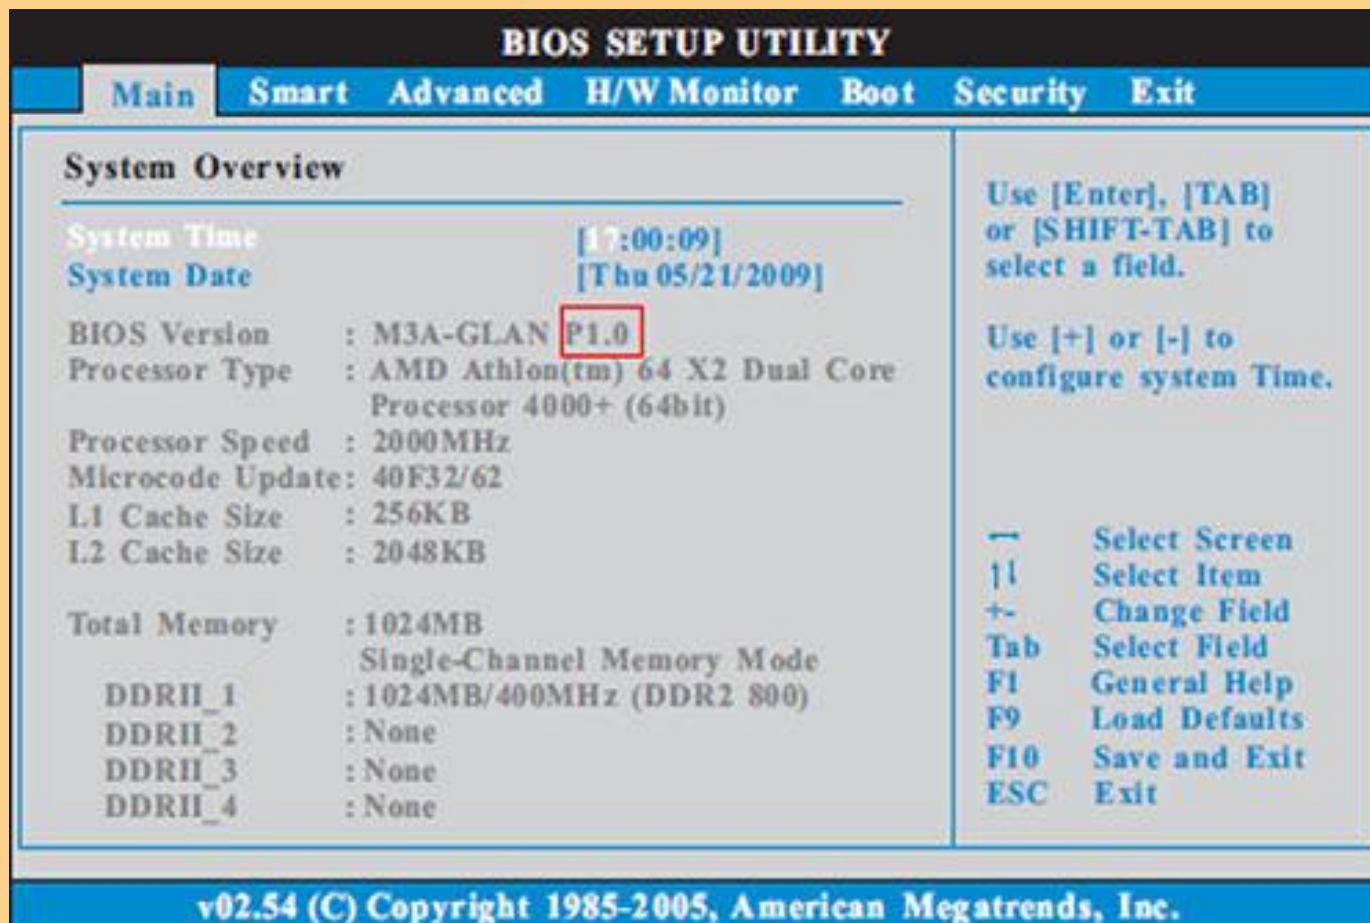 BIOS SETUP UTILITY
Main Smart Advanced H/W Monitor Boot Security Exit
System Overview
System Time [17:00:09]
System Date [Thu 05/21/2009]
BIOS Version : M3A-GLAN P1.0
Processor Type : AMD Athlon(tm) 64 X2 Dual Core
Processor 4000+ (64bit)
Processor Speed : 2000MHz
Microcode Update: 40F32/62
L1 Cache Size : 256KB
L2 Cache Size : 2048KB
Total Memory : 1024MB
Single-Channel Memory Mode
DDRII_1 : 1024MB/400MHz (DDR2 800)
DDRII_2 : None
DDRII_3 : None
DDRII_4 : None
Use [Enter], [TAB]
or [SHIFT-TAB] to
select a field.
Use [+] or [-] to
configure system Time.
↔ Select Screen
↑↓ Select Item
+- Change Field
Tab Select Field
F1 General Help
F9 Load Defaults
F10 Save and Exit
ESC Exit
v02.54 (C) Copyright 1985-2005, American Megatrends, Inc.